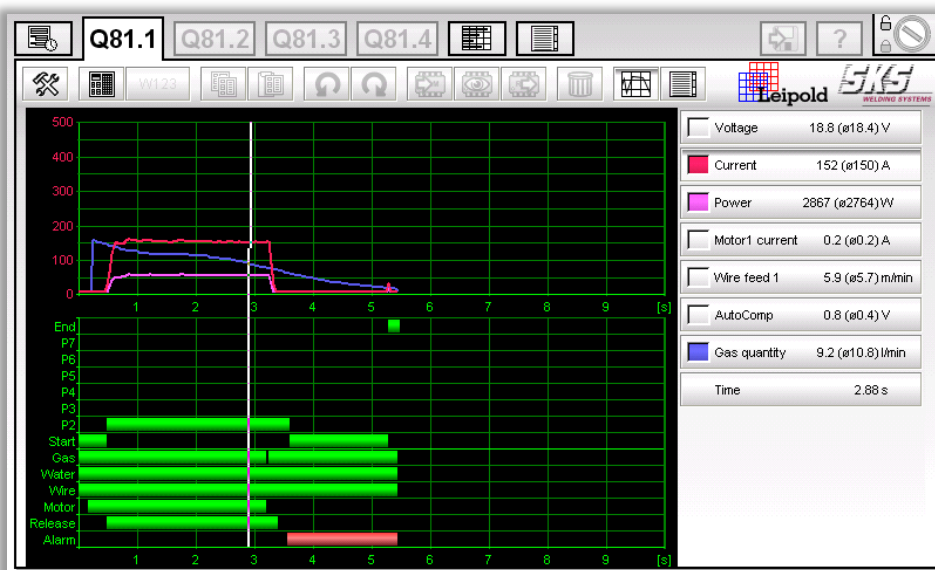 Q81.1 Q81.2 Q81.3 Q81.4 ? 6
W123 Leipold SKS
WELDING SYSTEMS
500
400
300
200
100
0
1 2 3 4 5 6 7 8 9 [s]
End
P7
P6
P5
P4
P3
P2
Start
Gas
Water
Wire
Motor
Release
Alarm
1 2 3 4 5 6 7 8 9 [s]
Voltage 18.8 (ø18.4) V
Current 152 (ø150) A
Power 2867 (ø2764) W
Motor1 current 0.2 (ø0.2) A
Wire feed 1 5.9 (ø5.7) m/min
AutoComp 0.8 (ø0.4) V
Gas quantity 9.2 (ø10.8) l/min
Time 2.88 s